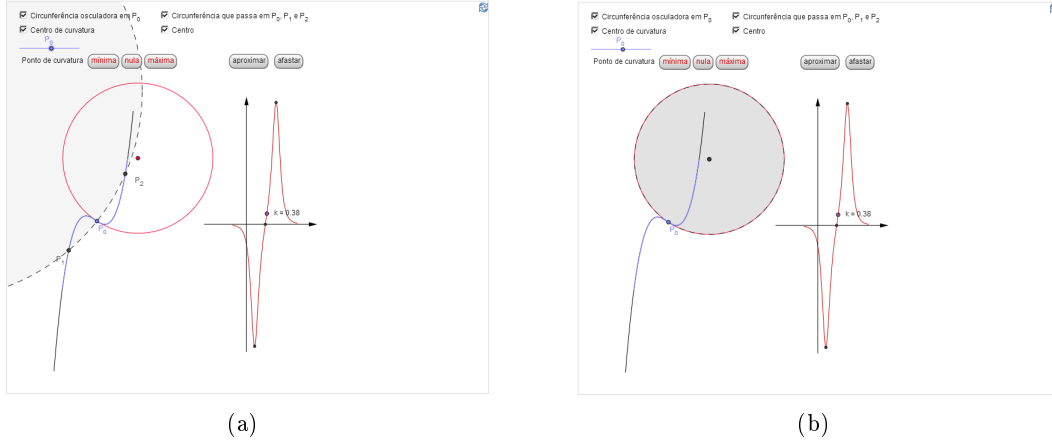 Circunferência osculadora em P0
Circunferência que passa em P0, P1 e P2
Centro de curvatura
Centro
P0
Ponto de curvatura
mínima
nula
máxima
aproximar
afastar
P2
k = 0.38
P0
P1
(a)
Circunferência osculadora em P0
Circunferência que passa em P0, P1 e P2
Centro de curvatura
Centro
P0
Ponto de curvatura
mínima
nula
máxima
aproximar
afastar
k = 0.38
P0
(b)